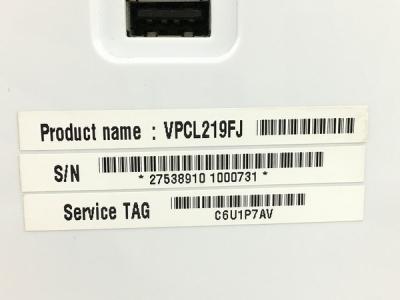 Product name : VPCL219FJ
S/N
* 27538910 1000731 *
Service TAG
C6U1P7AV